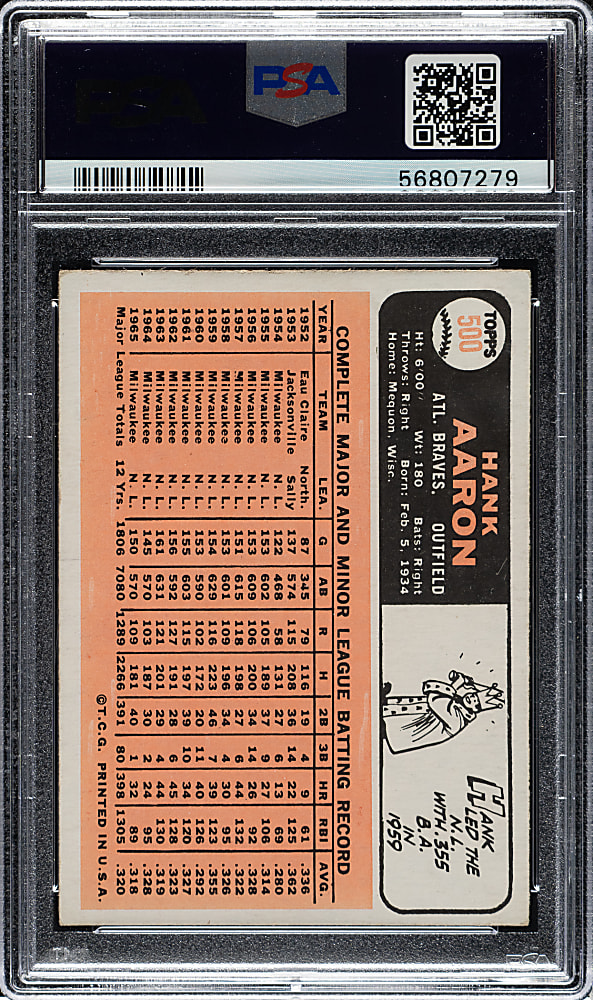 PSA
56807279
TOPPS
500
HANK
AARON
ATL. BRAVES. OUTFIELD
Ht: 6'00" Wt: 180 Bats: Right
Throws: Right Born: Feb. 5, 1934
Home: Mequon, Wisc.
HANK
LED THE
N.L.
WITH .355
B.A.
IN
1959
COMPLETE MAJOR AND MINOR LEAGUE BATTING RECORD
YEAR TEAM LEA. G AB R H 2B 3B HR RBI AVG.
1952 Eau Claire North. 87 345 79 116 19 4 9 61 .336
1953 Jacksonville Sally 137 574 115 208 36 14 22 125 .362
1954 Milwaukee N. L. 122 468 58 131 27 6 13 69 .280
1955 Milwaukee N. L. 153 602 105 189 37 9 27 106 .314
1956 Milwaukee N. L. 153 609 106 200 34 14 26 92 .328
1957 Milwaukee N. L. 151 615 118 198 27 6 44 132 .322
1958 Milwaukee N. L. 153 601 109 196 34 4 30 95 .326
1959 Milwaukee N. L. 154 629 116 223 46 7 39 123 .355
1960 Milwaukee N. L. 153 590 102 172 20 11 40 126 .292
1961 Milwaukee N. L. 155 603 115 197 39 10 34 120 .327
1962 Milwaukee N. L. 156 592 127 191 28 6 45 128 .323
1963 Milwaukee N. L. 161 631 121 201 29 4 44 130 .319
1964 Milwaukee N. L. 145 570 103 187 30 2 24 95 .328
1965 Milwaukee N. L. 150 570 109 181 40 1 32 89 .318
Major League Totals 12 Yrs. 1806 7080 1289 2266 391 80 398 1305 .320
©T.C.G. PRINTED IN U.S.A.
PSA